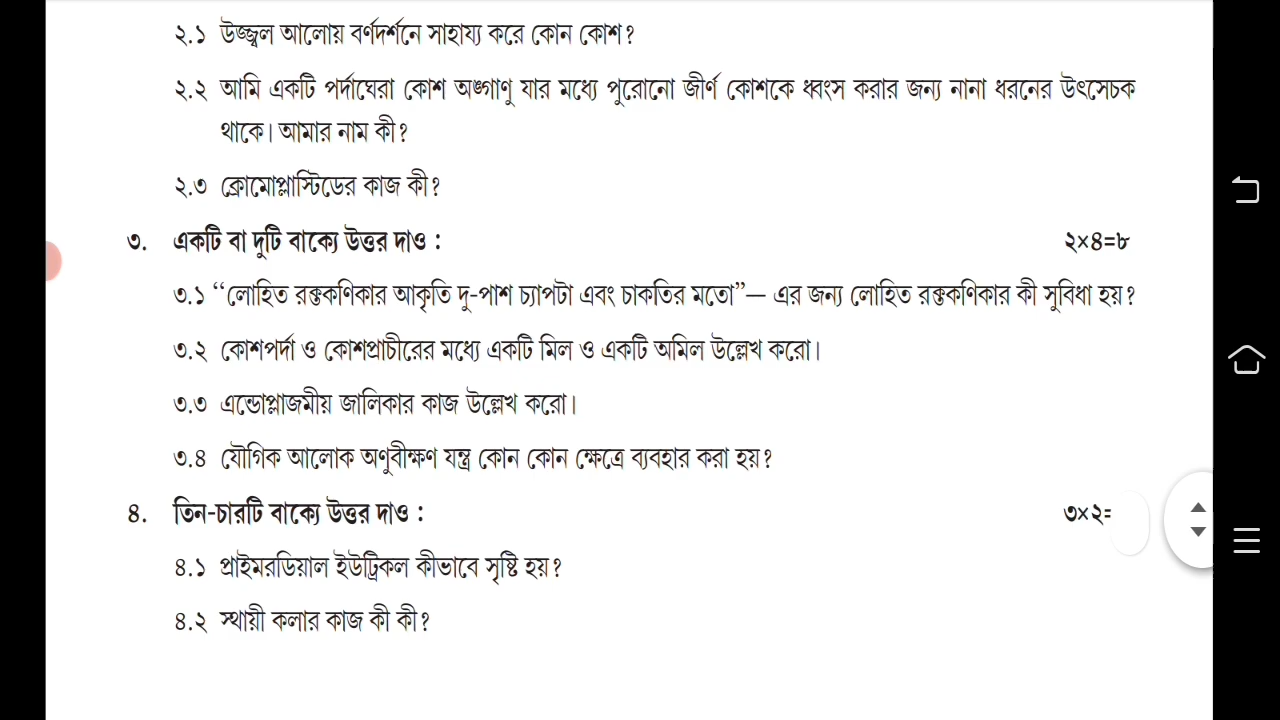 ২.১ উজ্জ্বল আলোয় বর্ণদর্শনে সাহায্য করে কোন কোশ?
২.২ আমি একটি পর্দাঘেরা কোশ অঙ্গাণু যার মধ্যে পুরোনো জীর্ণ কোশকে ধ্বংস করার জন্য নানা ধরনের উৎসেচক
থাকে। আমার নাম কী?
২.৩ ক্রোমোপ্লাস্টিডের কাজ কী?
৩. একটি বা দুটি বাক্যে উত্তর দাও : ২×৪=৮
৩.১ “লোহিত রক্তকণিকার আকৃতি দু-পাশ চ্যাপটা এবং চাকতির মতো”— এর জন্য লোহিত রক্তকণিকার কী সুবিধা হয়?
৩.২ কোশপর্দা ও কোশপ্রাচীরের মধ্যে একটি মিল ও একটি অমিল উল্লেখ করো।
৩.৩ এন্ডোপ্লাজমীয় জালিকার কাজ উল্লেখ করো।
৩.৪ যৌগিক আলোক অণুবীক্ষণ যন্ত্র কোন কোন ক্ষেত্রে ব্যবহার করা হয়?
৪. তিন-চারটি বাক্যে উত্তর দাও : ৩×২=
৪.১ প্রাইমরডিয়াল ইউট্রিকল কীভাবে সৃষ্টি হয়?
৪.২ স্থায়ী কলার কাজ কী কী?